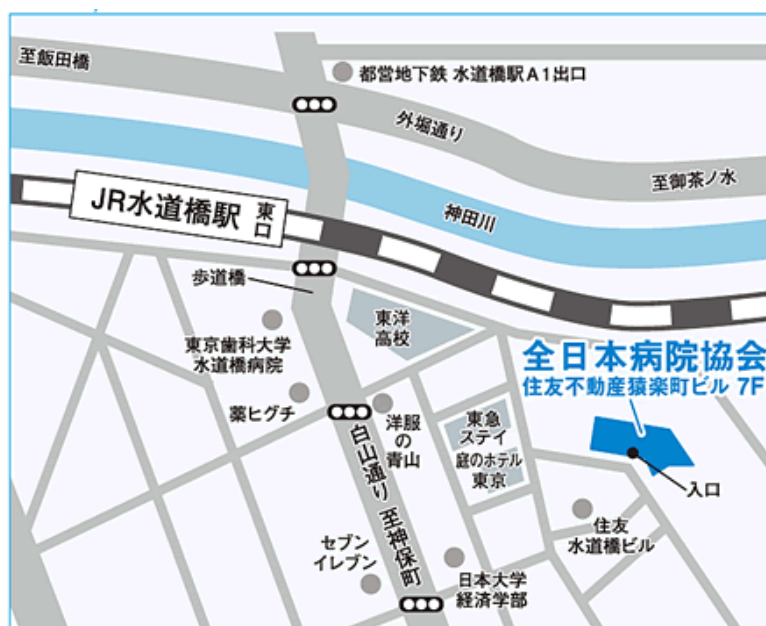 至飯田橋
都営地下鉄 水道橋駅A1出口
外堀通り
至御茶ノ水
JR水道橋駅
東口
神田川
歩道橋
東洋
高校
東京歯科大学
水道橋病院
全日本病院協会
住友不動産猿楽町ビル 7F
薬ヒグチ
洋服の青山
東急
ステイ
庭のホテル
東京
白山通り 至神保町
入口
住友
水道橋ビル
セブン
イレブン
日本大学
経済学部